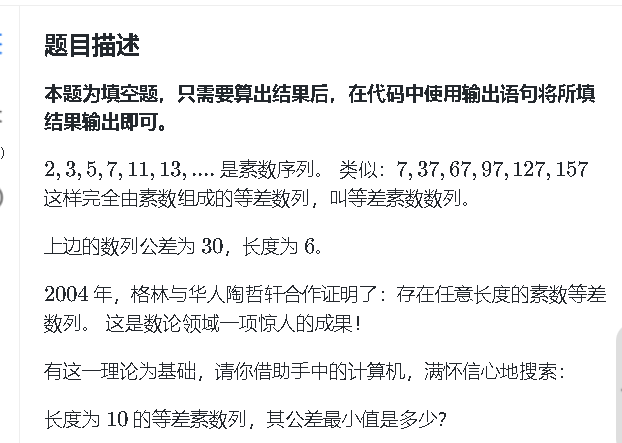 题目描述
本题为填空题，只需要算出结果后，在代码中使用输出语句将所填
结果输出即可。
2, 3, 5, 7, 11, 13, .... 是素数序列。 类似：7, 37, 67, 97, 127, 157
这样完全由素数组成的等差数列，叫等差素数数列。
上边的数列公差为 30，长度为 6。
2004 年，格林与华人陶哲轩合作证明了：存在任意长度的素数等差
数列。 这是数论领域一项惊人的成果！
有这一理论为基础，请你借助手中的计算机，满怀信心地搜索：
长度为 10 的等差素数列，其公差最小值是多少？